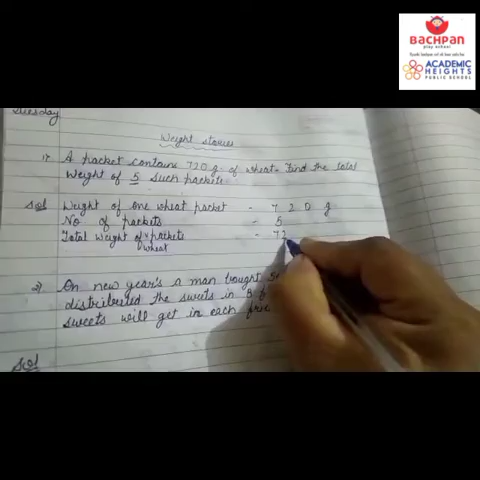 BACHPAN
play school
ACADEMIC
HEIGHTS
PUBLIC SCHOOL
Tuesday
Weight stories
1) A packet contains 720 g. of wheat. Find the total
Weight of 5 such packets.
Sol Weight of one wheat packet - 7 2 0 g
No of packets = 5
Total Weight of wheat packets - 72
2) On new year's a man bought
distributed the sweets in 8
sweets will get in each
Sol